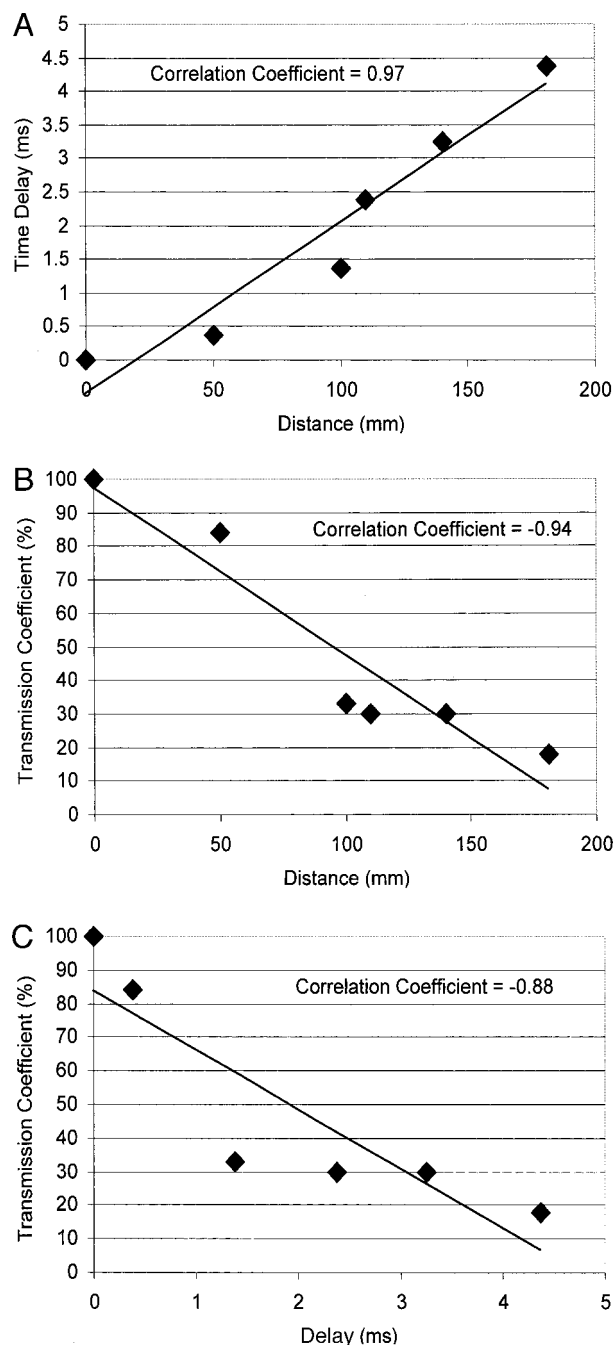 A
5
4.5
4
3.5
3
2.5
2
1.5
1
0.5
0
Time Delay (ms)
Correlation Coefficient = 0.97
0 50 100 150 200
Distance (mm)
B
100
90
80
70
60
50
40
30
20
10
0
Transmission Coefficient (%)
Correlation Coefficient = -0.94
0 50 100 150 200
Distance (mm)
C
100
90
80
70
60
50
40
30
20
10
0
Transmission Coefficient (%)
Correlation Coefficient = -0.88
0 1 2 3 4 5
Delay (ms)